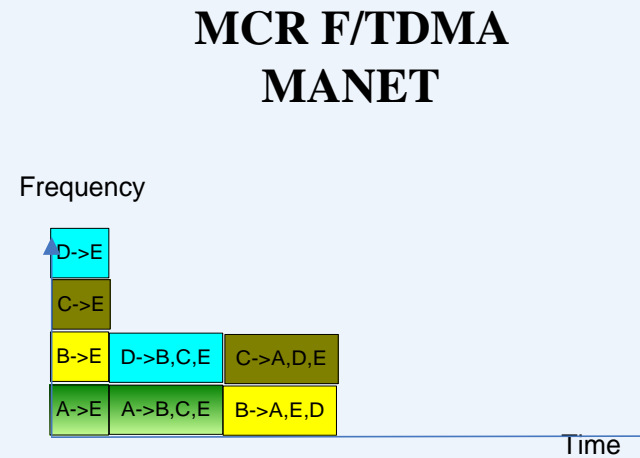 MCR F/TDMA
MANET
Frequency
D->E
C->E
B->E D->B,C,E C->A,D,E
A->E A->B,C,E B->A,E,D
Time